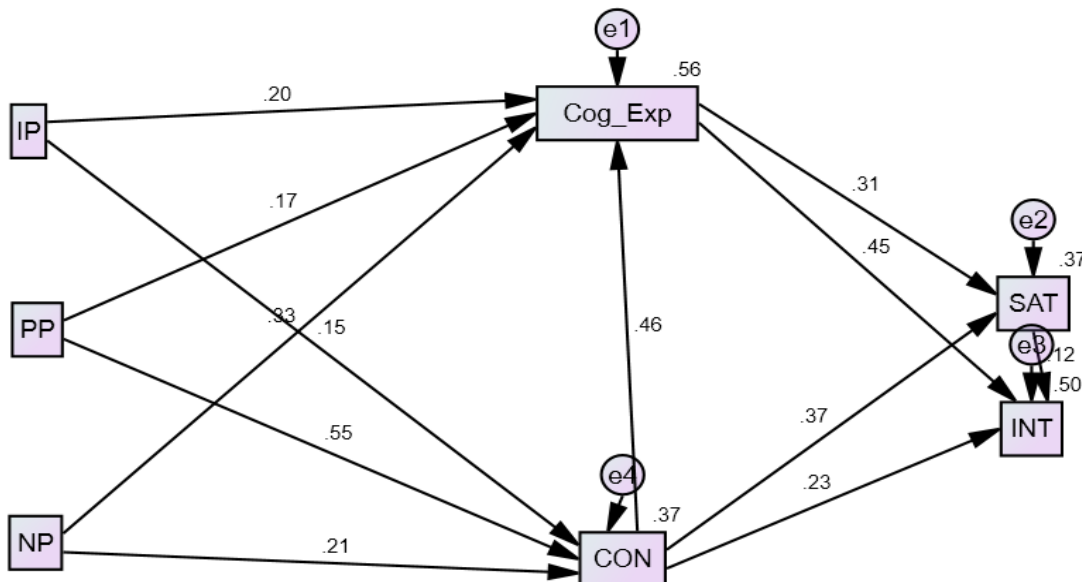 e1
.56
Cog_Exp
.20
IP
.17
.31
e2
.45
.37
SAT
PP
.33
.15
.46
e3
.12
.50
INT
.37
.55
.23
e4
.37
NP
.21
CON